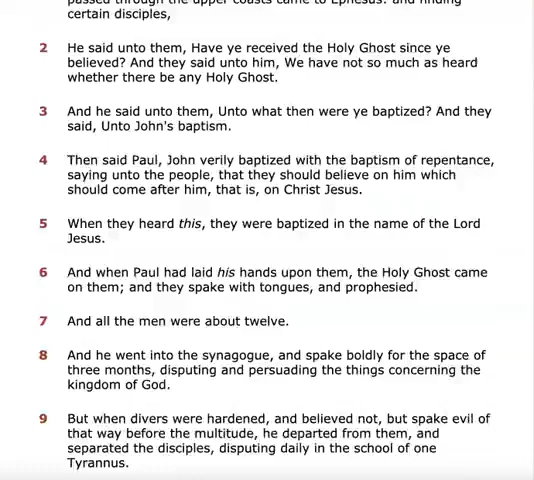 passed through the upper coasts came to Ephesus: and finding
certain disciples,
2 He said unto them, Have ye received the Holy Ghost since ye
believed? And they said unto him, We have not so much as heard
whether there be any Holy Ghost.
3 And he said unto them, Unto what then were ye baptized? And they
said, Unto John's baptism.
4 Then said Paul, John verily baptized with the baptism of repentance,
saying unto the people, that they should believe on him which
should come after him, that is, on Christ Jesus.
5 When they heard this, they were baptized in the name of the Lord
Jesus.
6 And when Paul had laid his hands upon them, the Holy Ghost came
on them; and they spake with tongues, and prophesied.
7 And all the men were about twelve.
8 And he went into the synagogue, and spake boldly for the space of
three months, disputing and persuading the things concerning the
kingdom of God.
9 But when divers were hardened, and believed not, but spake evil of
that way before the multitude, he departed from them, and
separated the disciples, disputing daily in the school of one
Tyrannus.